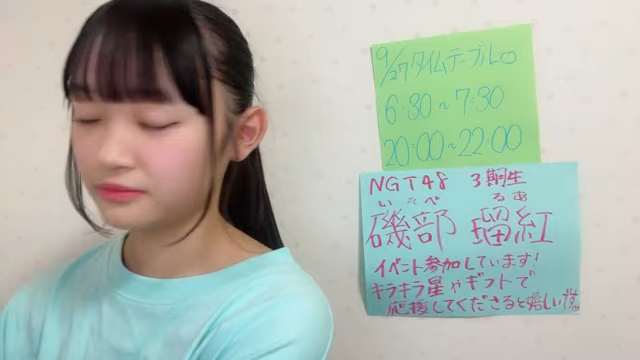 9/27タイムテーブル○
6:30~7:30
20:00~22:00
NGT48 3期生
いそべ るあ
磯部 瑠紅
イベント参加しています!
キラキラ星やギフトで
応援してくださると嬉しいです。